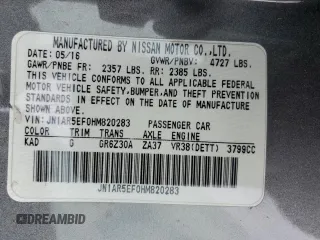 MANUFACTURED BY NISSAN MOTOR CO.,LTD.
DATE: 05/16 GVWR/PNBV: 4727 LBS.
GAWR/PNBE FR: 2357 LBS. RR: 2385 LBS.
THIS VEHICLE CONFORMS TO ALL APPLICABLE FEDERAL
MOTOR VEHICLE SAFETY,BUMPER,AND THEFT PREVENTION
STANDARDS IN EFFECT ON THE DATE OF MANUFACTURE
SHOWN ABOVE.
VIN:JN1AR5EF0HM820283 PASSENGER CAR
COLOR TRIM TRANS AXLE ENGINE
KAD G GR6Z30A ZA37 VR38(DETT) 3799CC
JN1AR5EF0HM820283
DREAMBID